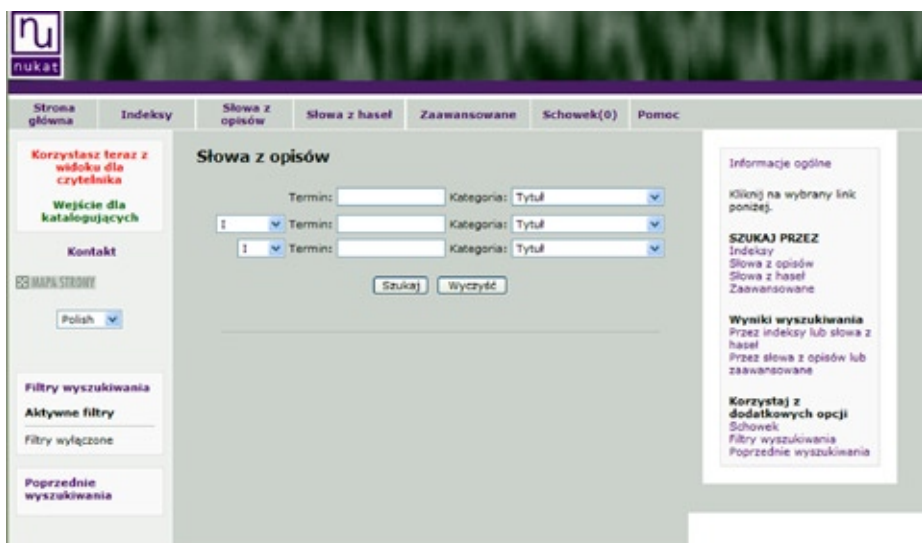 nu
nukat
Strona główna
Indeksy
Słowa z opisów
Słowa z haseł
Zaawansowane
Schowek(0)
Pomoc
Korzystasz teraz z
widoku dla
czytelnika
Wejście dla
katalogujących
Kontakt
MAPA STRONY
Polish
Filtry wyszukiwania
Aktywne filtry
Filtry wyłączone
Poprzednie
wyszukiwania
Słowa z opisów
Termin: Kategoria: Tytuł
I Termin: Kategoria: Tytuł
I Termin: Kategoria: Tytuł
Szukaj Wyczyść
Informacje ogólne
Kliknij na wybrany link
poniżej.
SZUKAJ PRZEZ
Indeksy
Słowa z opisów
Słowa z haseł
Zaawansowane
Wyniki wyszukiwania
Przez indeksy lub słowa z
haseł
Przez słowa z opisów lub
zaawansowane
Korzystaj z
dodatkowych opcji
Schowek
Filtry wyszukiwania
Poprzednie wyszukiwania